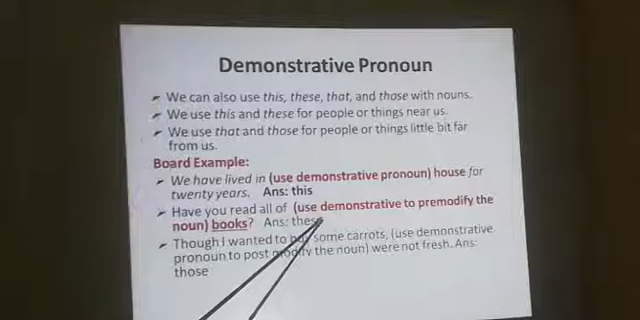 Demonstrative Pronoun
We can also use this, these, that, and those with nouns.
We use this and these for people or things near us.
We use that and those for people or things little bit far
from us.
Board Example:
We have lived in (use demonstrative pronoun) house for
twenty years. Ans: this
Have you read all of (use demonstrative to premodify the
noun) books? Ans: these
Though I wanted to buy some carrots, (use demonstrative
pronoun to post modify the noun) were not fresh. Ans:
those